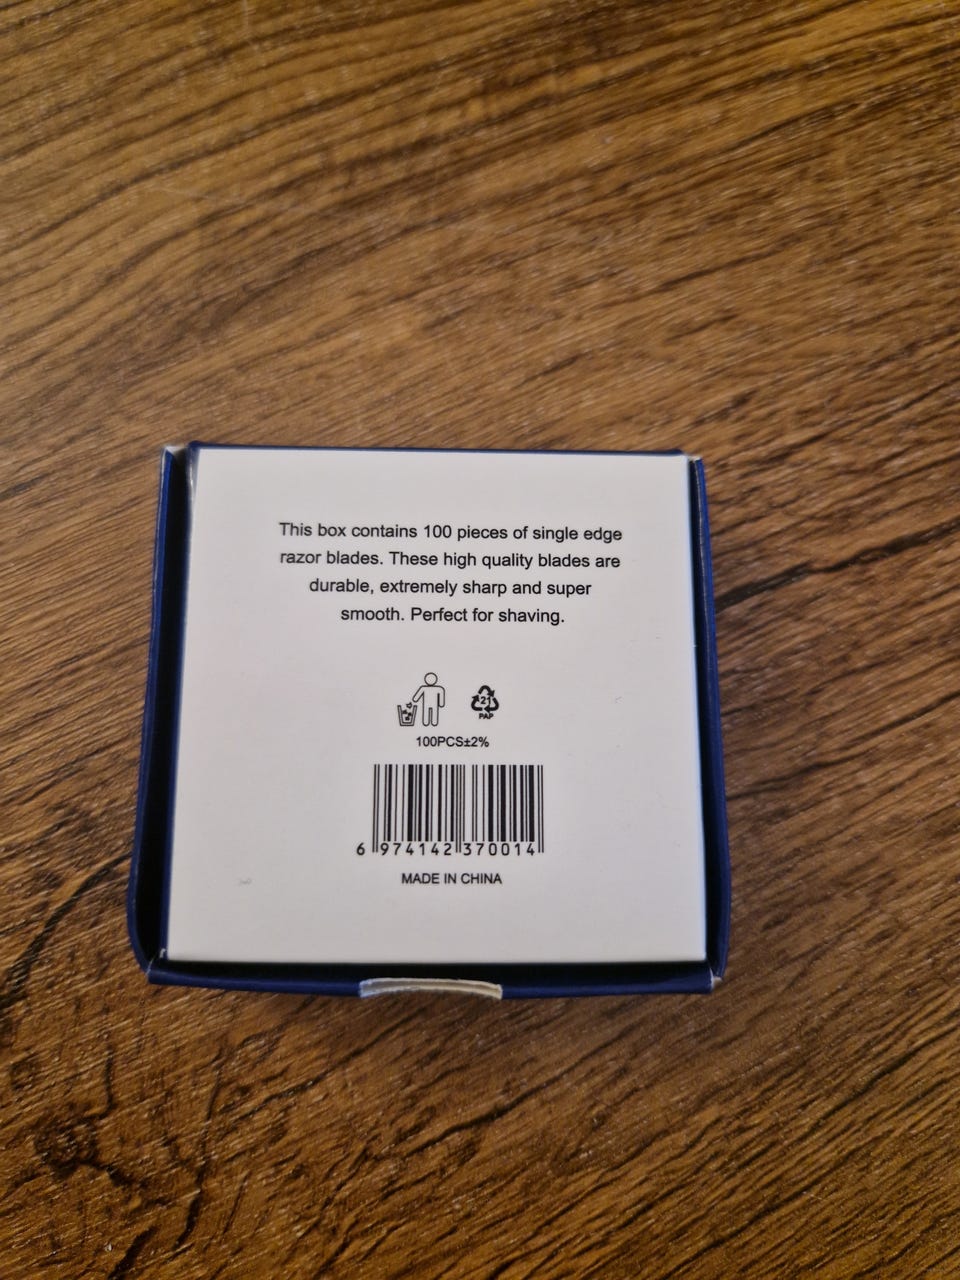 This box contains 100 pieces of single edge
razor blades. These high quality blades are
durable, extremely sharp and super
smooth. Perfect for shaving.
21
PAP
100PCS±2%
6 974142 370014
MADE IN CHINA